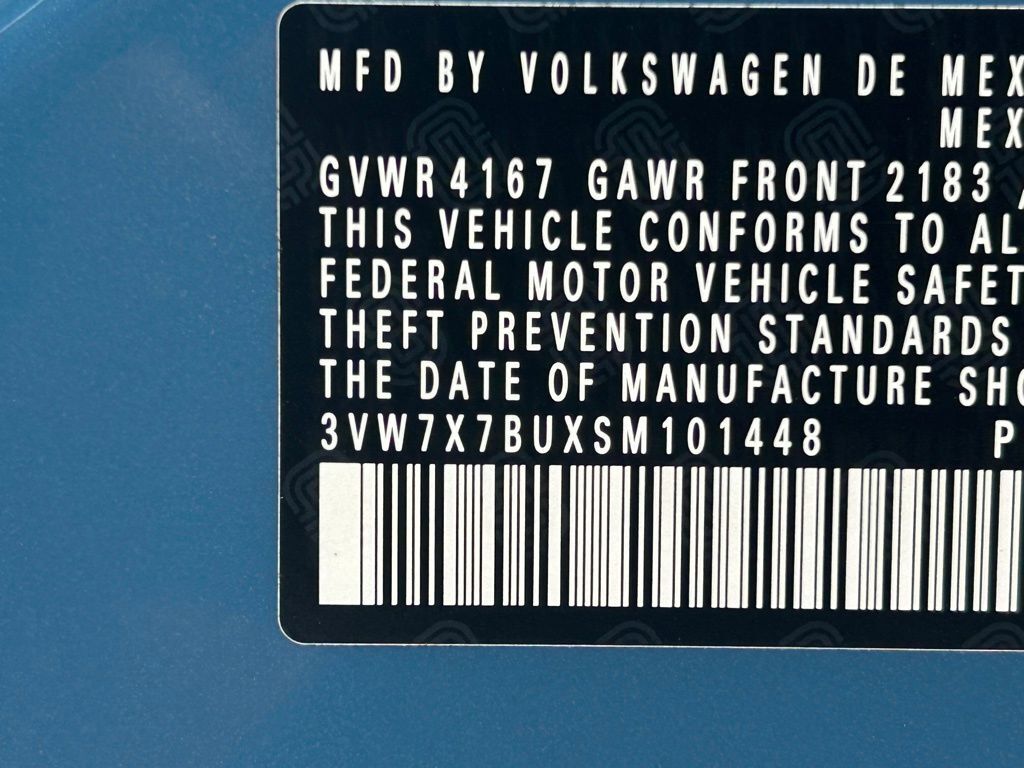 MFD BY VOLKSWAGEN DE MEX
MEX
GVWR 4167 GAWR FRONT 2183
THIS VEHICLE CONFORMS TO AL
FEDERAL MOTOR VEHICLE SAFET
THEFT PREVENTION STANDARDS
THE DATE OF MANUFACTURE SHO
3VW7X7BUXSM101448 P